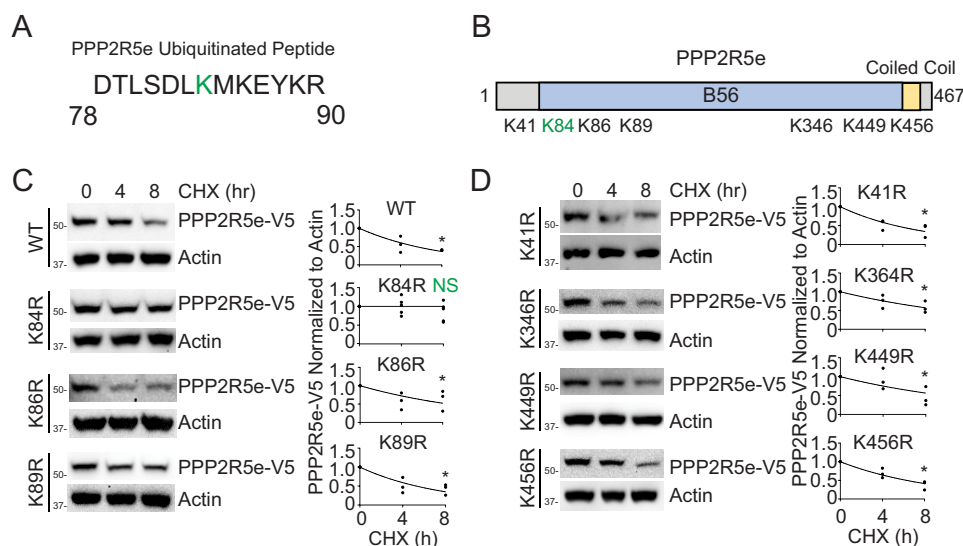 A
PPP2R5e Ubiquitinated Peptide
DTLSDLKMKEYKR
78 90
B
PPP2R5e
Coiled Coil
1 B56 467
K41 K84 K86 K89 K346 K449 K456
C
0 4 8 CHX (hr)
WT
50- PPP2R5e-V5
37- Actin
K84R
50- PPP2R5e-V5
37- Actin
K86R
50- PPP2R5e-V5
37- Actin
K89R
50- PPP2R5e-V5
37- Actin
PPP2R5e-V5 Normalized to Actin
WT
1.5
1.0
0.5
0
*
K84R NS
1.5
1.0
0.5
0
K86R
1.5
1.0
0.5
0
*
K89R
1.5
1.0
0.5
0
*
0 4 8
CHX (h)
D
0 4 8 CHX (hr)
K41R
50- PPP2R5e-V5
37- Actin
K346R
50- PPP2R5e-V5
37- Actin
K449R
50- PPP2R5e-V5
37- Actin
K456R
50- PPP2R5e-V5
37- Actin
PPP2R5e-V5 Normalized to Actin
K41R
1.5
1.0
0.5
0
*
K364R
1.5
1.0
0.5
0
*
K449R
1.5
1.0
0.5
0
*
K456R
1.5
1.0
0.5
0
*
0 4 8
CHX (h)